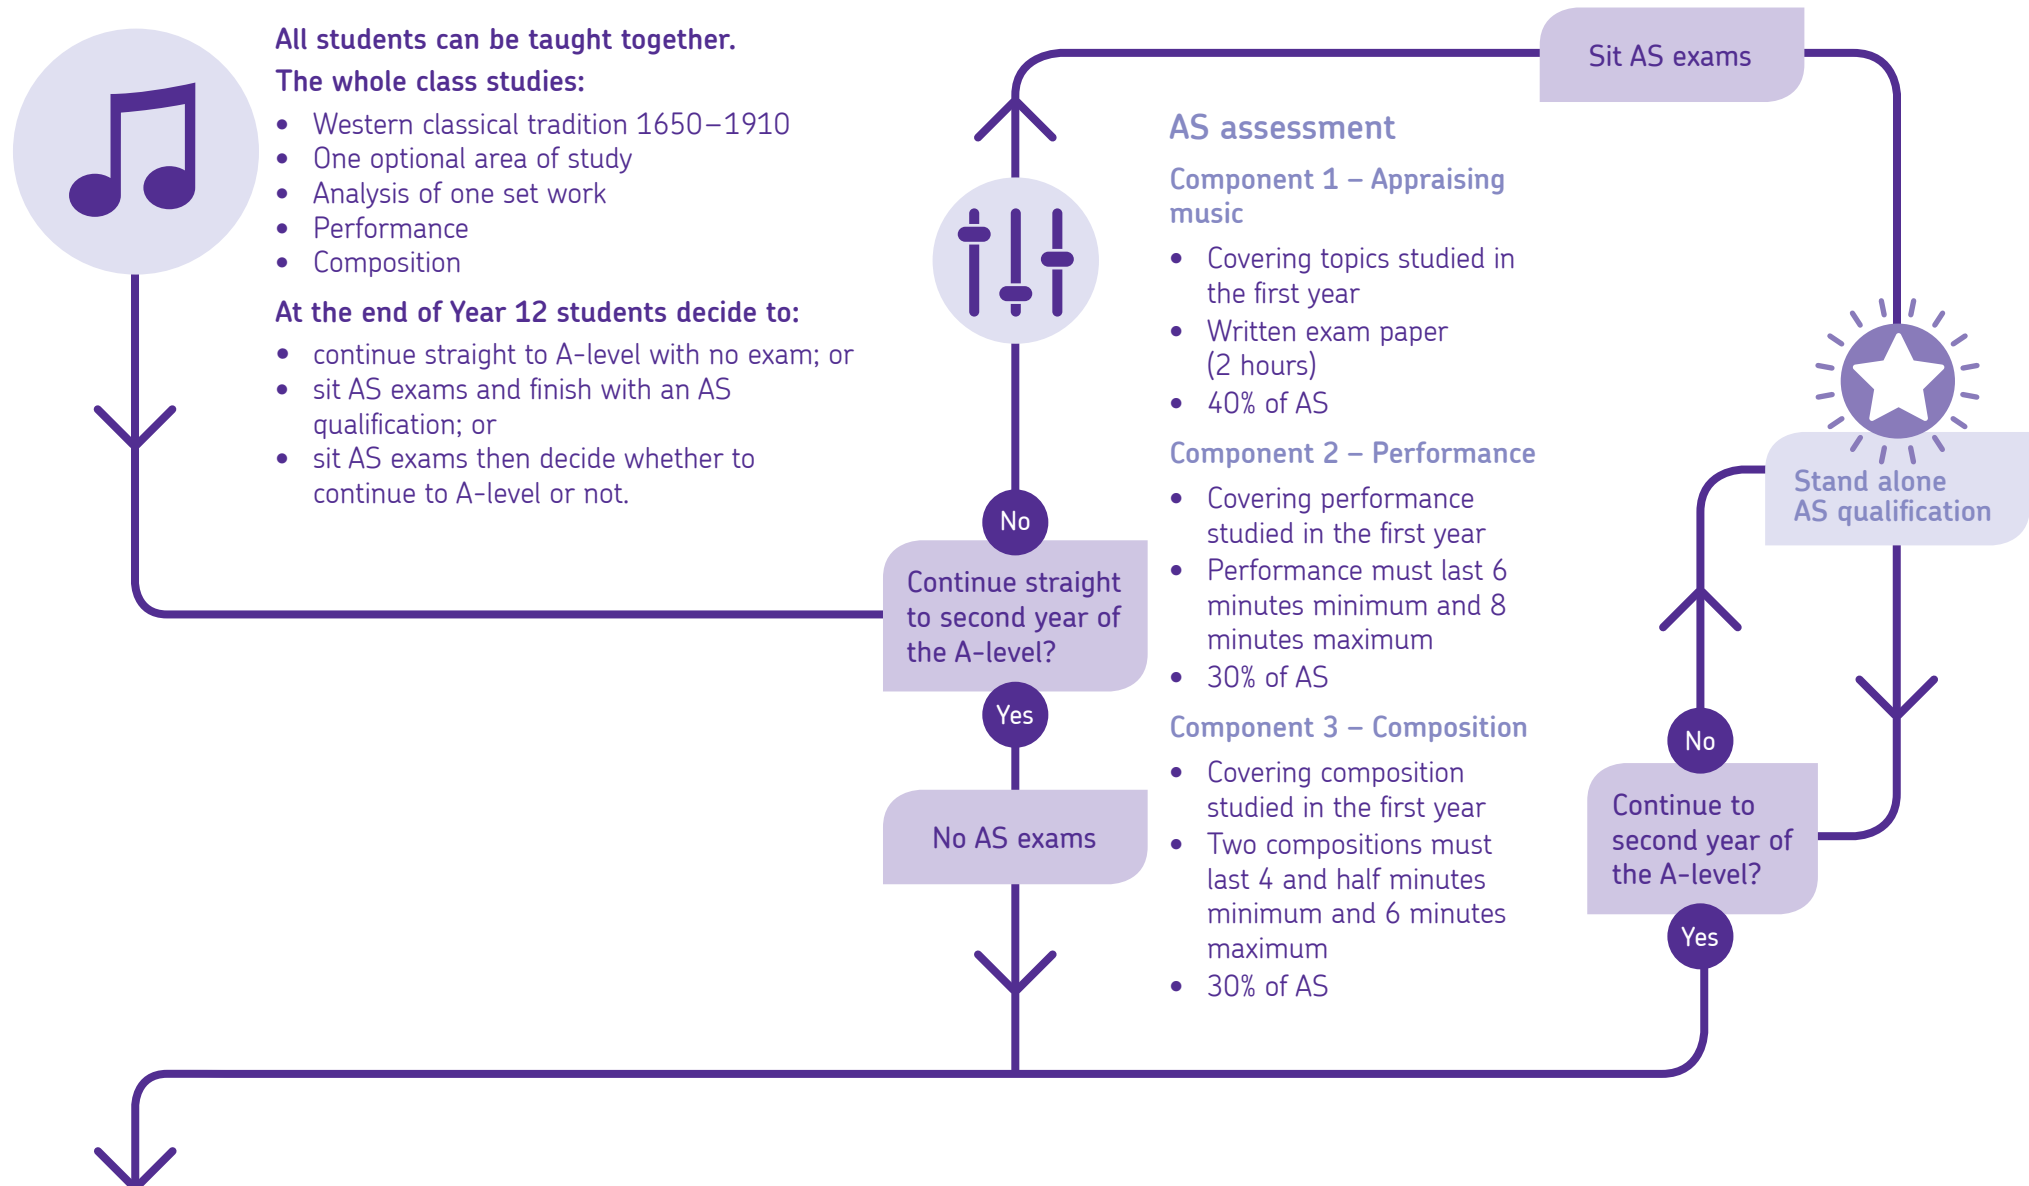 All students can be taught together.
The whole class studies:
• Western classical tradition 1650–1910
• One optional area of study
• Analysis of one set work
• Performance
• Composition
At the end of Year 12 students decide to:
• continue straight to A-level with no exam; or
• sit AS exams and finish with an AS
qualification; or
• sit AS exams then decide whether to
continue to A-level or not.
No
Continue straight
to second year of
the A-level?
Yes
No AS exams
Sit AS exams
AS assessment
Component 1 – Appraising
music
• Covering topics studied in
the first year
• Written exam paper
(2 hours)
• 40% of AS
Component 2 – Performance
• Covering performance
studied in the first year
• Performance must last 6
minutes minimum and 8
minutes maximum
• 30% of AS
Component 3 – Composition
• Covering composition
studied in the first year
• Two compositions must
last 4 and half minutes
minimum and 6 minutes
maximum
• 30% of AS
Stand alone
AS qualification
No
Continue to
second year of
the A-level?
Yes